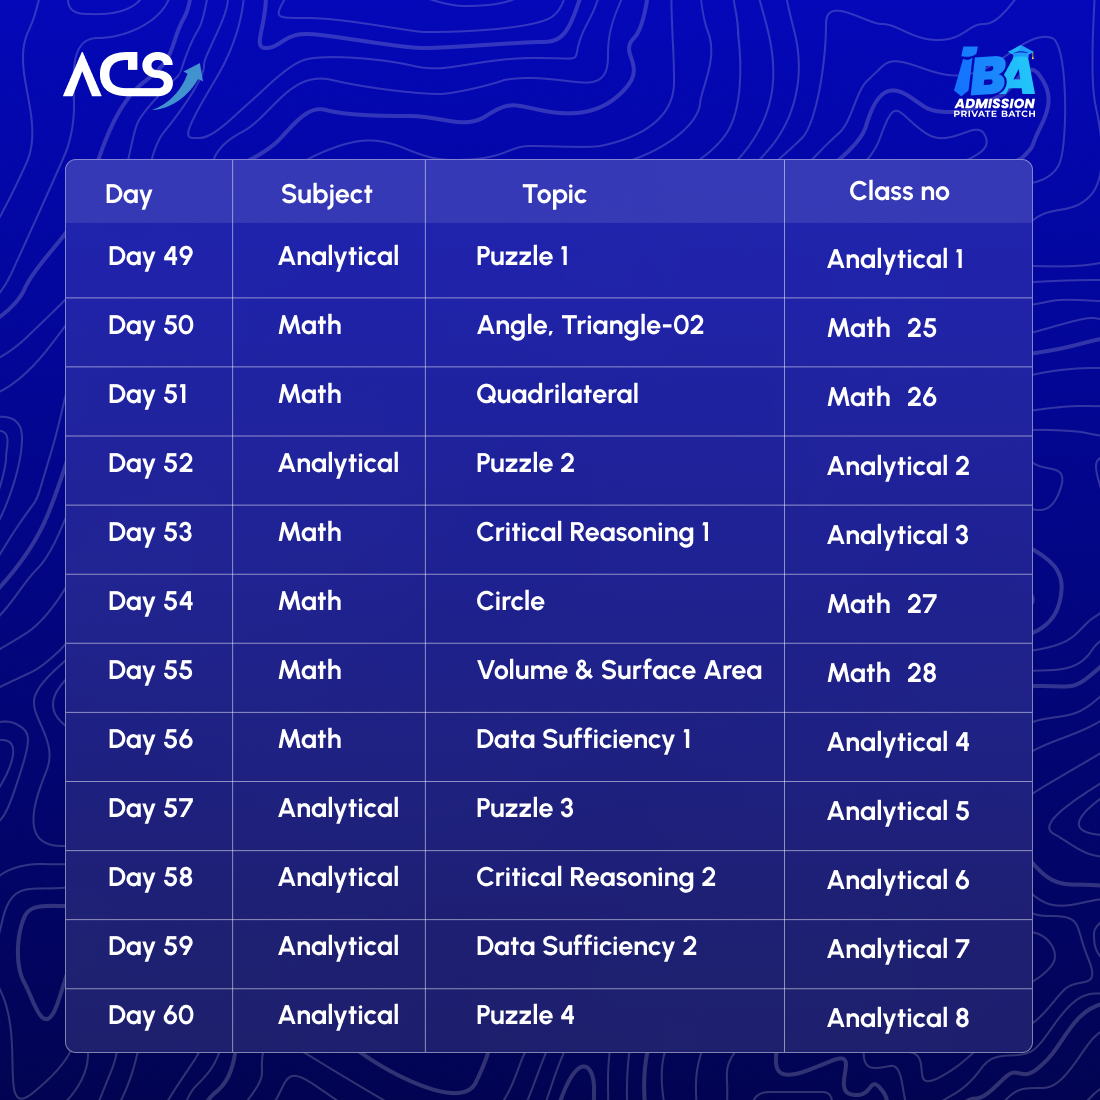 ACS
iBA
ADMISSION
PRIVATE BATCH
Day Subject Topic Class no
Day 49 Analytical Puzzle 1 Analytical 1
Day 50 Math Angle, Triangle-02 Math 25
Day 51 Math Quadrilateral Math 26
Day 52 Analytical Puzzle 2 Analytical 2
Day 53 Math Critical Reasoning 1 Analytical 3
Day 54 Math Circle Math 27
Day 55 Math Volume & Surface Area Math 28
Day 56 Math Data Sufficiency 1 Analytical 4
Day 57 Analytical Puzzle 3 Analytical 5
Day 58 Analytical Critical Reasoning 2 Analytical 6
Day 59 Analytical Data Sufficiency 2 Analytical 7
Day 60 Analytical Puzzle 4 Analytical 8